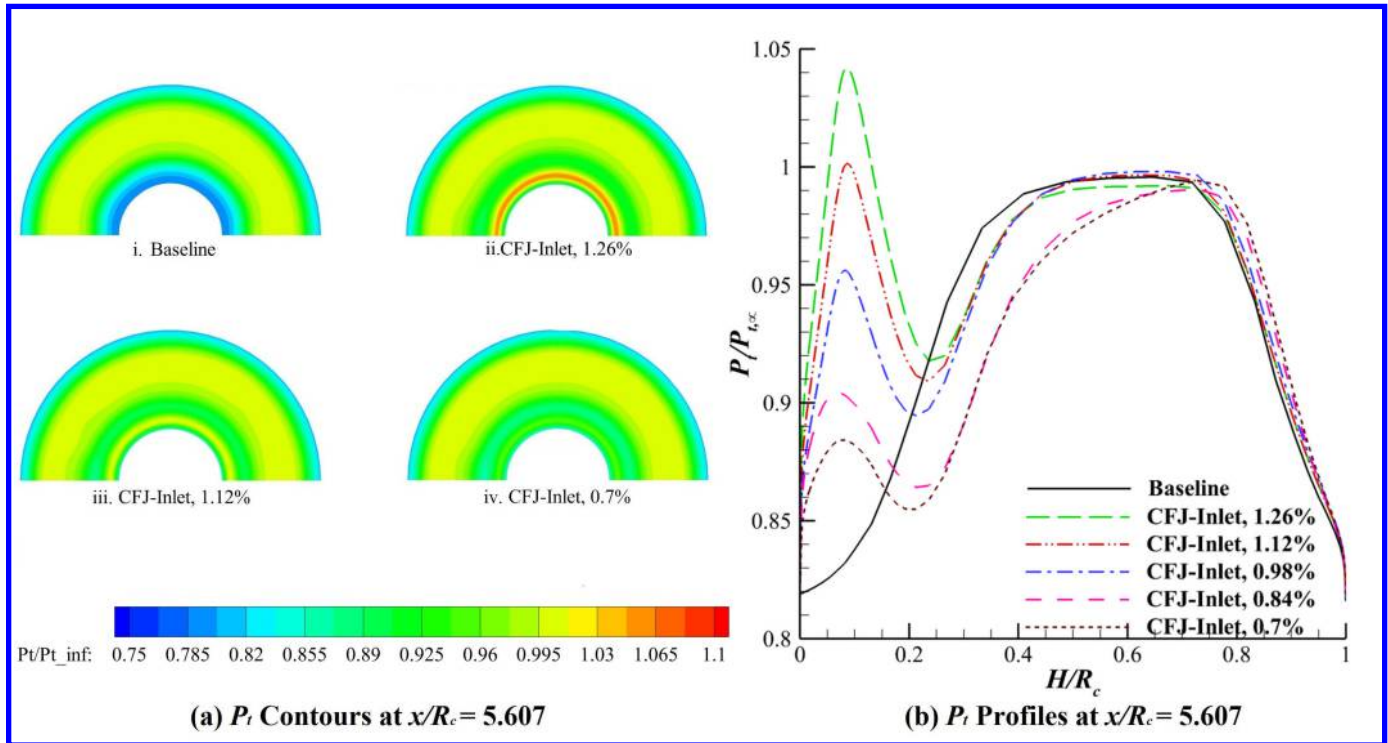 i. Baseline
ii.CFJ-Inlet, 1.26%
iii. CFJ-Inlet, 1.12%
iv. CFJ-Inlet, 0.7%
Pt/Pt_inf: 0.75 0.785 0.82 0.855 0.89 0.925 0.96 0.995 1.03 1.065 1.1
(a) Pt Contours at x/Rc = 5.607
1.05
1
0.95
0.9
0.85
0.8
Pt/Pt,∝
Baseline
CFJ-Inlet, 1.26%
CFJ-Inlet, 1.12%
CFJ-Inlet, 0.98%
CFJ-Inlet, 0.84%
CFJ-Inlet, 0.7%
0 0.2 0.4 0.6 0.8 1
H/Rc
(b) Pt Profiles at x/Rc = 5.607